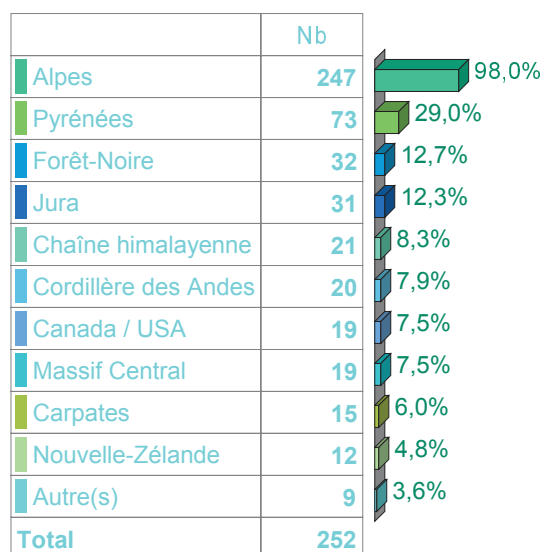 Nb
Alpes 247 98,0%
Pyrénées 73 29,0%
Forêt-Noire 32 12,7%
Jura 31 12,3%
Chaîne himalayenne 21 8,3%
Cordillère des Andes 20 7,9%
Canada / USA 19 7,5%
Massif Central 19 7,5%
Carpates 15 6,0%
Nouvelle-Zélande 12 4,8%
Autre(s) 9 3,6%
Total 252